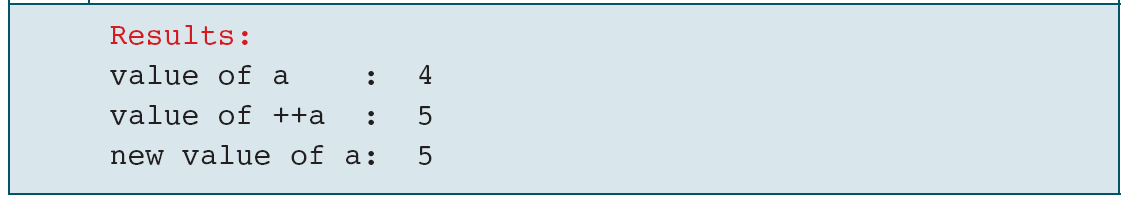 Results:
value of a    :  4
value of ++a  :  5
new value of a:  5